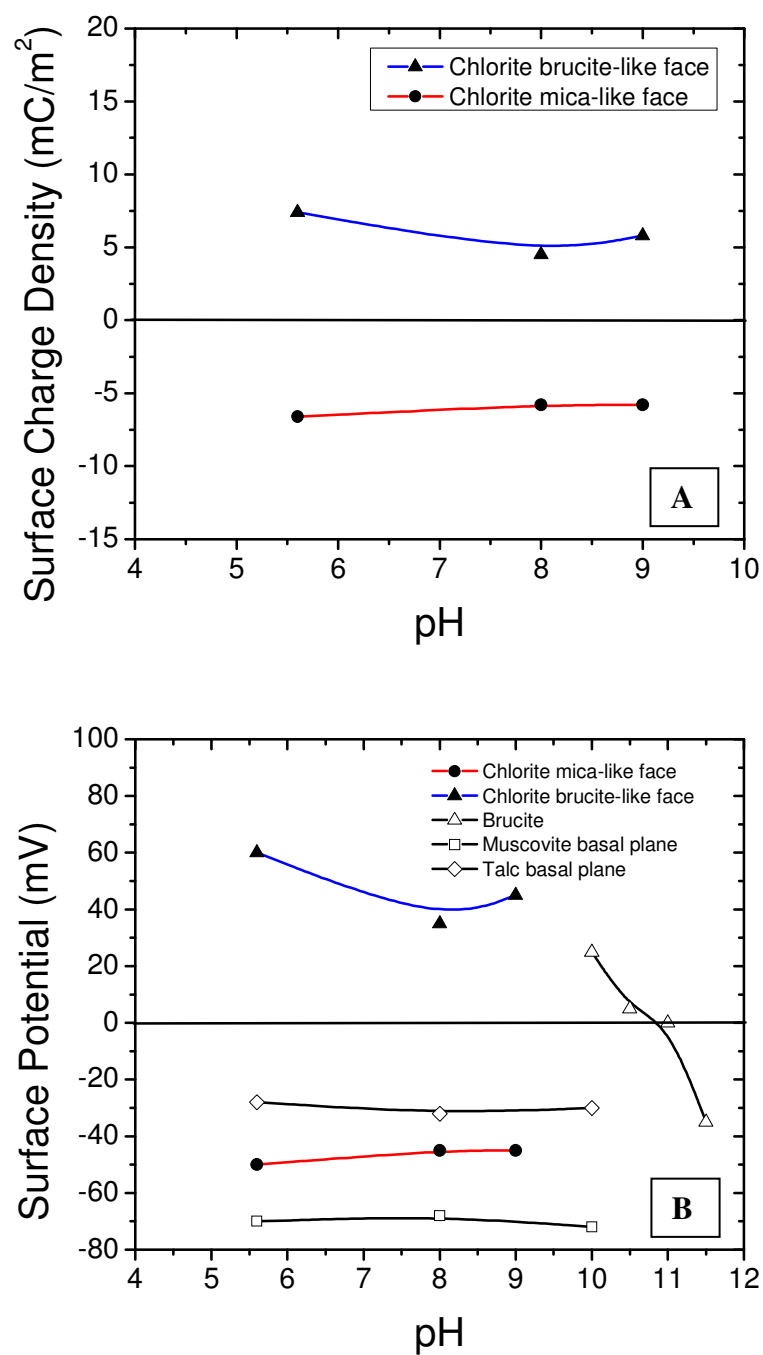 Surface Charge Density (mC/m²)
20
15
10
5
0
-5
-10
-15
Chlorite brucite-like face
Chlorite mica-like face
A
4 5 6 7 8 9 10
pH
Surface Potential (mV)
100
80
60
40
20
0
-20
-40
-60
-80
Chlorite mica-like face
Chlorite brucite-like face
Brucite
Muscovite basal plane
Talc basal plane
B
4 5 6 7 8 9 10 11 12
pH